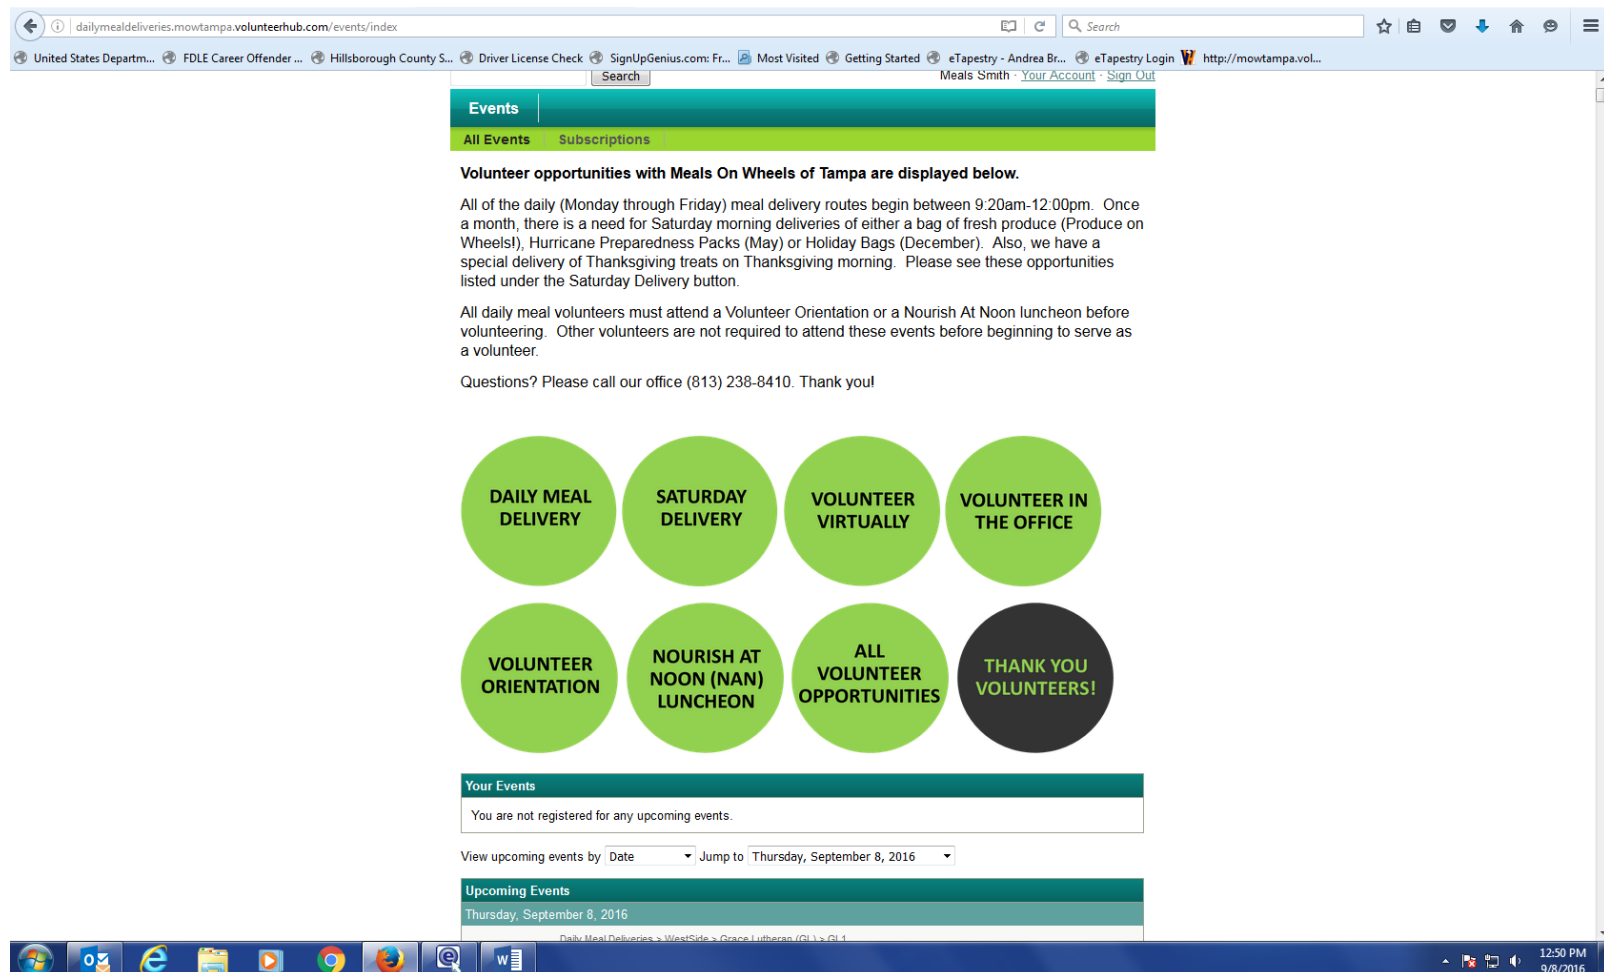 dailymealdeliveries.mowtampa.volunteerhub.com/events/index
Search
United States Departm... FDLE Career Offender ... Hillsborough County S... Driver License Check SignUpGenius.com: Fr... Most Visited Getting Started eTapestry - Andrea Br... eTapestry Login http://mowtampa.vol...
Search Meals Smith · Your Account · Sign Out
Events
All Events Subscriptions
Volunteer opportunities with Meals On Wheels of Tampa are displayed below.
All of the daily (Monday through Friday) meal delivery routes begin between 9:20am-12:00pm. Once
a month, there is a need for Saturday morning deliveries of either a bag of fresh produce (Produce on
Wheels!), Hurricane Preparedness Packs (May) or Holiday Bags (December). Also, we have a
special delivery of Thanksgiving treats on Thanksgiving morning. Please see these opportunities
listed under the Saturday Delivery button.
All daily meal volunteers must attend a Volunteer Orientation or a Nourish At Noon luncheon before
volunteering. Other volunteers are not required to attend these events before beginning to serve as
a volunteer.
Questions? Please call our office (813) 238-8410. Thank you!
DAILY MEAL
DELIVERY
SATURDAY
DELIVERY
VOLUNTEER
VIRTUALLY
VOLUNTEER IN
THE OFFICE
VOLUNTEER
ORIENTATION
NOURISH AT
NOON (NAN)
LUNCHEON
ALL
VOLUNTEER
OPPORTUNITIES
THANK YOU
VOLUNTEERS!
Your Events
You are not registered for any upcoming events.
View upcoming events by Date Jump to Thursday, September 8, 2016
Upcoming Events
Thursday, September 8, 2016
Daily Meal Deliveries > WestSide > Grace Lutheran (GL) > GL1
12:50 PM
9/8/2016